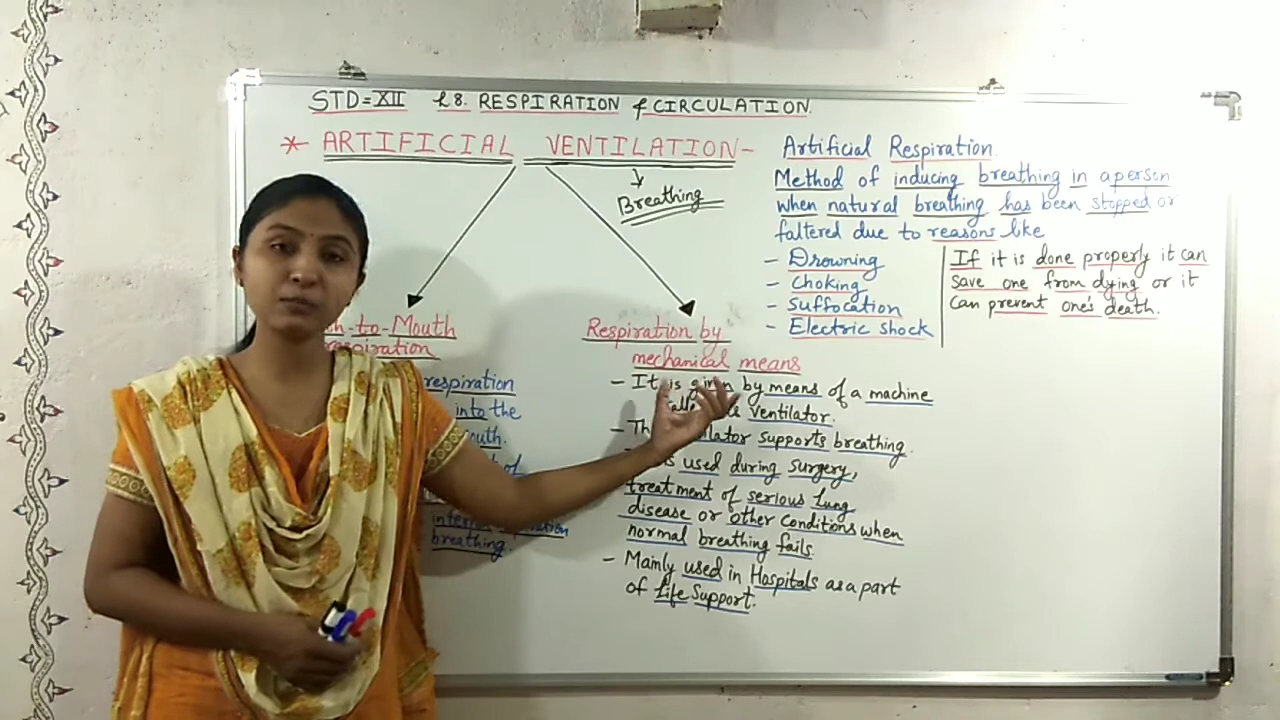 STD=XII L8. RESPIRATION & CIRCULATION.
* ARTIFICIAL VENTILATION-
Breathing
Artificial Respiration.
Method of inducing breathing in a person
when natural breathing has been stopped or
faltered due to reasons like
- Drowning
- Choking
- Suffocation
- Electric shock
If it is done properly it can
save one from dying or it
can prevent one's death.
to-Mouth
respiration
into the
of
breathing.
Respiration by
mechanical means
- It is given by means of a machine
ventilator.
supports breathing.
used during surgery,
treatment of serious lung
disease or other conditions when
normal breathing fails
- Mainly used in Hospitals as a part
of Life Support.